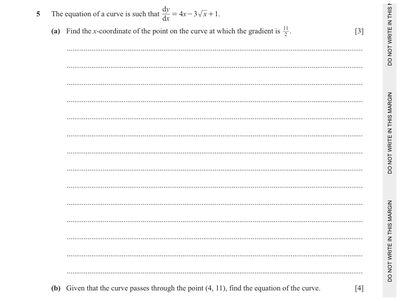 5 The equation of a curve is such that dy/dx = 4x − 3√x + 1.
(a) Find the x-coordinate of the point on the curve at which the gradient is 11/2. [3]
(b) Given that the curve passes through the point (4, 11), find the equation of the curve. [4]
DO NOT WRITE IN THIS M
DO NOT WRITE IN THIS MARGIN
DO NOT WRITE IN THIS MARGIN